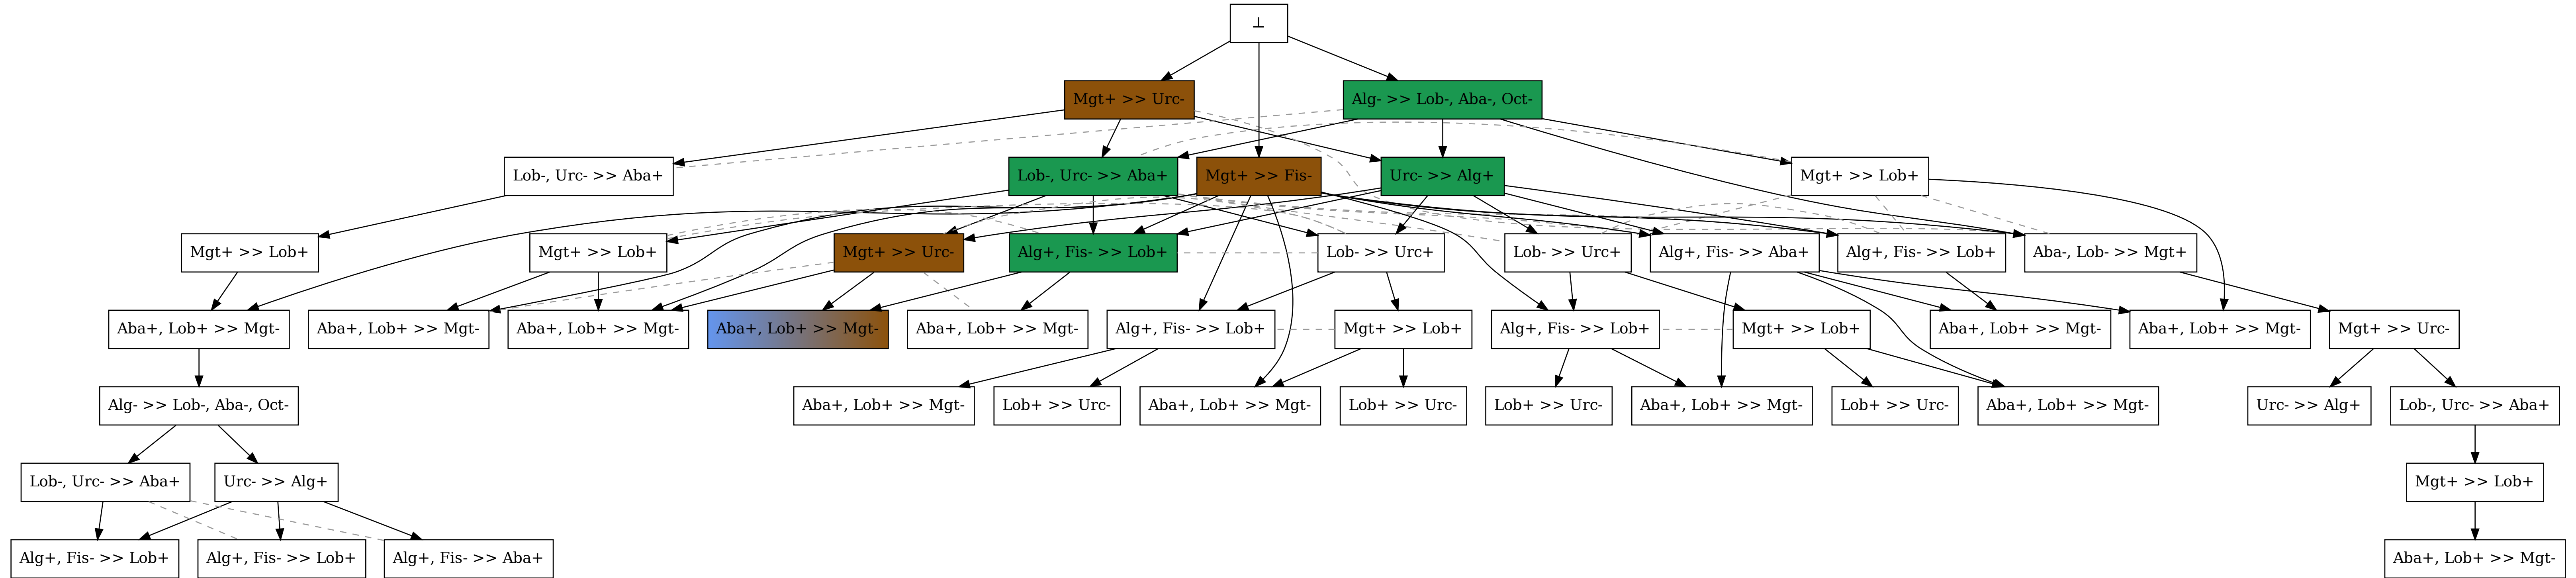 ⊥
Mgt+ >> Urc-
Alg- >> Lob-, Aba-, Oct-
Lob-, Urc- >> Aba+
Lob-, Urc- >> Aba+
Mgt+ >> Fis-
Urc- >> Alg+
Mgt+ >> Lob+
Mgt+ >> Lob+
Mgt+ >> Lob+
Mgt+ >> Urc-
Alg+, Fis- >> Lob+
Lob- >> Urc+
Lob- >> Urc+
Alg+, Fis- >> Aba+
Alg+, Fis- >> Lob+
Aba-, Lob- >> Mgt+
Aba+, Lob+ >> Mgt-
Aba+, Lob+ >> Mgt-
Aba+, Lob+ >> Mgt-
Aba+, Lob+ >> Mgt-
Aba+, Lob+ >> Mgt-
Alg+, Fis- >> Lob+
Mgt+ >> Lob+
Alg+, Fis- >> Lob+
Mgt+ >> Lob+
Aba+, Lob+ >> Mgt-
Aba+, Lob+ >> Mgt-
Mgt+ >> Urc-
Alg- >> Lob-, Aba-, Oct-
Aba+, Lob+ >> Mgt-
Lob+ >> Urc-
Aba+, Lob+ >> Mgt-
Lob+ >> Urc-
Lob+ >> Urc-
Aba+, Lob+ >> Mgt-
Lob+ >> Urc-
Aba+, Lob+ >> Mgt-
Urc- >> Alg+
Lob-, Urc- >> Aba+
Lob-, Urc- >> Aba+
Urc- >> Alg+
Mgt+ >> Lob+
Alg+, Fis- >> Lob+
Alg+, Fis- >> Lob+
Alg+, Fis- >> Aba+
Aba+, Lob+ >> Mgt-